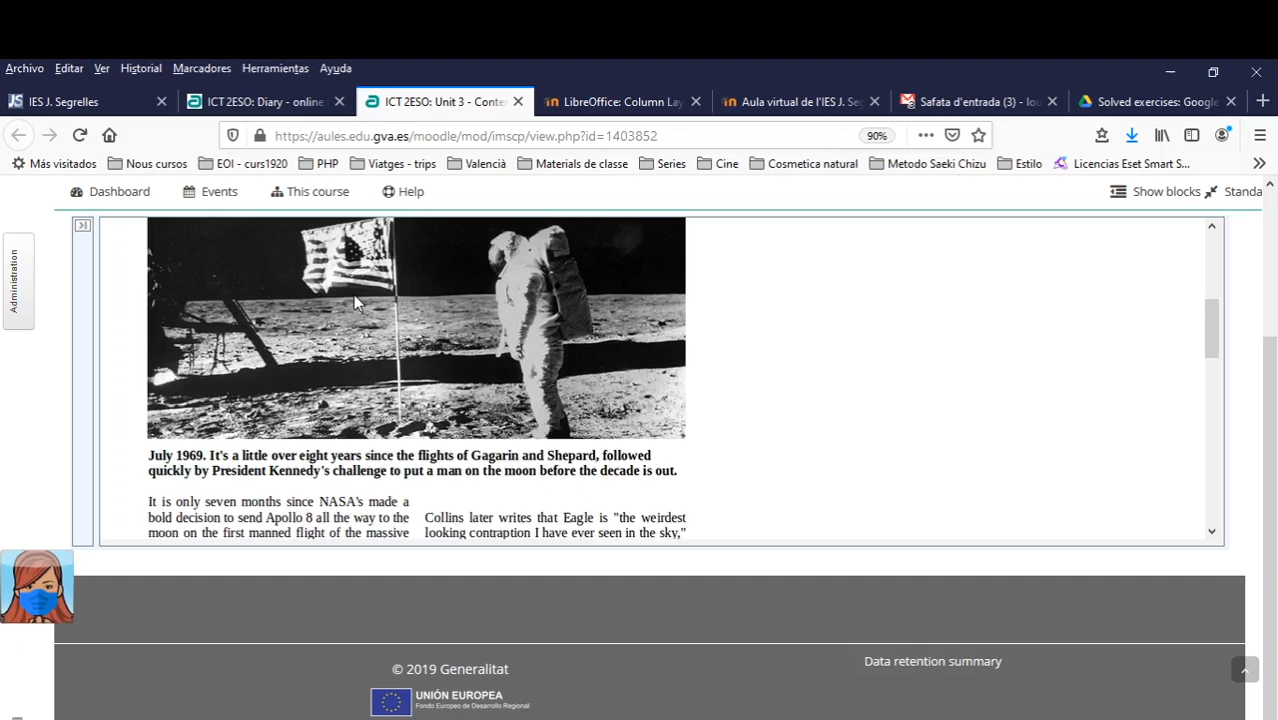 Archivo Editar Ver Historial Marcadores Herramientas Ayuda
IES J. Segrelles
ICT 2ESO: Diary - online
ICT 2ESO: Unit 3 - Conte
LibreOffice: Column Lay
Aula virtual de l'IES J. Se
Safata d'entrada (3) - lou
Solved exercises: Google
https://aules.edu.gva.es/moodle/mod/imscp/view.php?id=1403852
90%
Más visitados Nous cursos EOI - curs1920 PHP Viatges - trips Valencià Materials de classe Series Cine Cosmetica natural Metodo Saeki Chizu Estilo Licencias Eset Smart S...
Dashboard Events This course Help Show blocks Standa
Administration
July 1969. It's a little over eight years since the flights of Gagarin and Shepard, followed
quickly by President Kennedy's challenge to put a man on the moon before the decade is out.
It is only seven months since NASA's made a
bold decision to send Apollo 8 all the way to the
moon on the first manned flight of the massive
Collins later writes that Eagle is "the weirdest
looking contraption I have ever seen in the sky,"
© 2019 Generalitat
Data retention summary
UNIÓN EUROPEA
Fondo Europeo de Desarrollo Regional